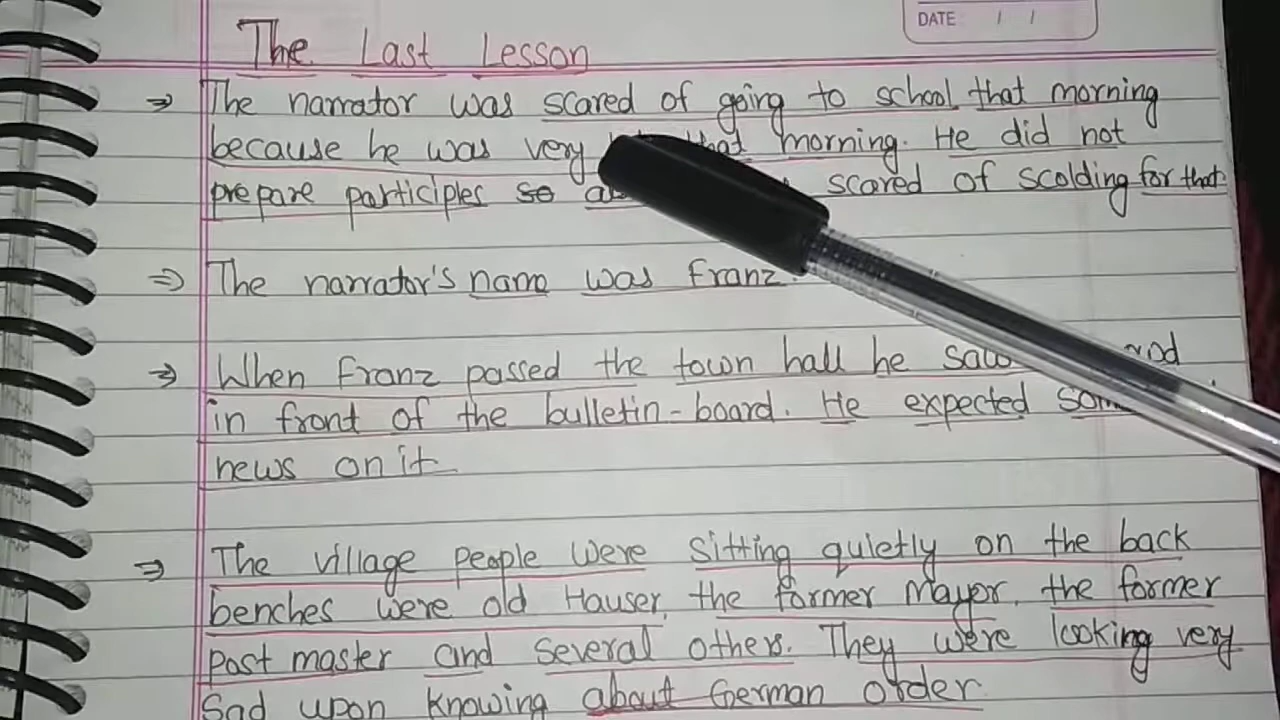 DATE / /
The Last Lesson
⇒ The narrator was scared of going to school that morning
because he was very that morning. He did not
prepare participles so scared of scolding for that
⇒ The narrator's name was Franz.
⇒ When Franz passed the town hall he saw
in front of the bulletin-board. He expected
news on it
⇒ The village people were sitting quietly on the back
benches were old Hauser, the former Mayor, the former
post master and several others. They were looking very
sad upon knowing about German order.